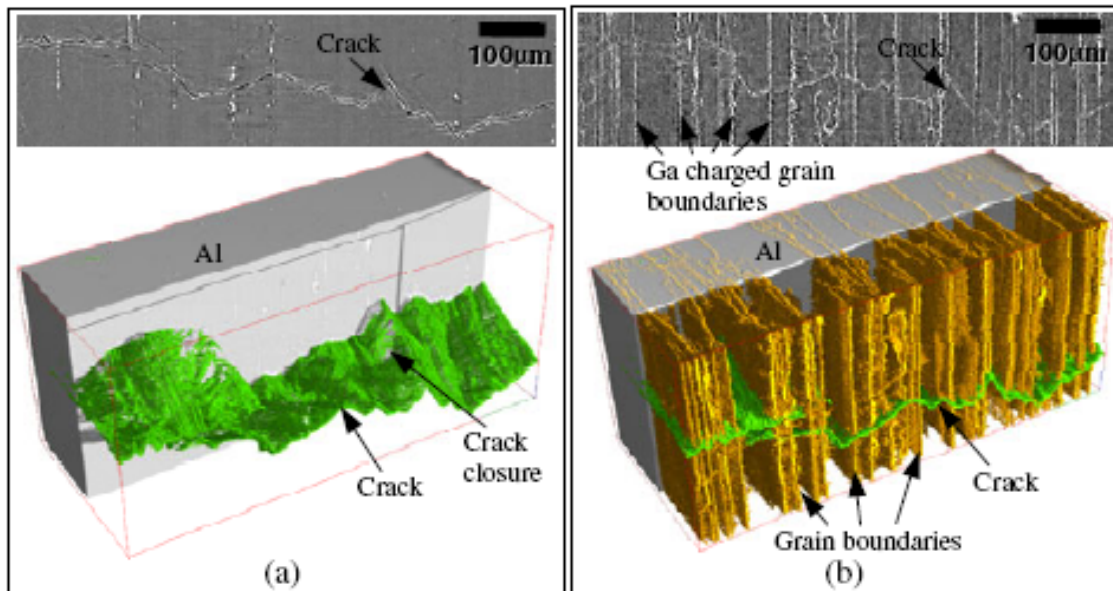 Crack
100µm
Al
Crack
closure
Crack
(a)
Crack
100µm
Ga charged grain
boundaries
Al
Crack
Grain boundaries
(b)